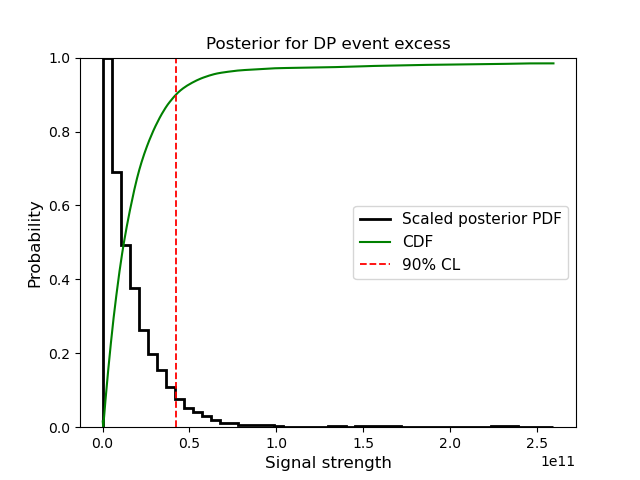 Posterior for DP event excess
1.0
0.8
0.6
0.4
0.2
0.0
Probability
Scaled posterior PDF
CDF
90% CL
0.0
0.5
1.0
1.5
2.0
2.5
1e11
Signal strength